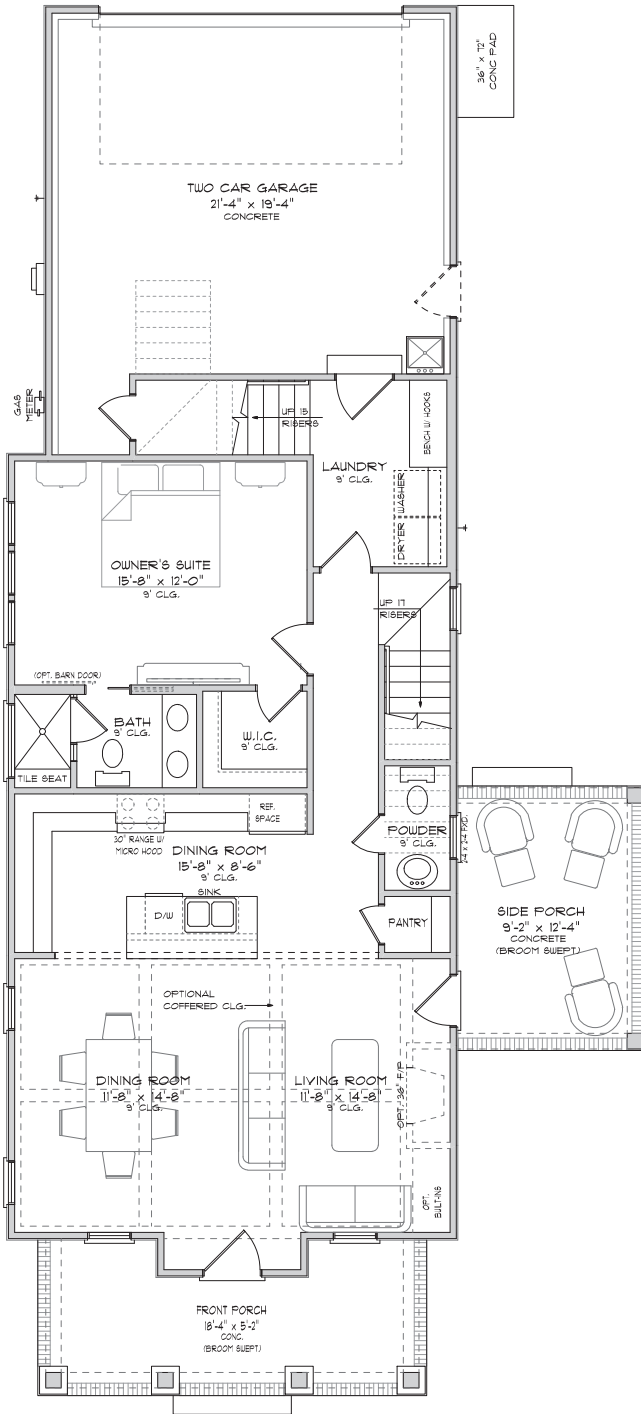 36" x 72"
CONC PAD
TWO CAR GARAGE
21'-4" x 19'-4"
CONCRETE
GAS
METER
UP 15
RISERS
BENCH W/ HOOKS
LAUNDRY
9' CLG.
WASHER
DRYER
OWNER'S SUITE
15'-8" x 12'-0"
9' CLG.
UP 17
RISERS
(OPT. BARN DOOR)
BATH
9' CLG.
W.I.C.
9' CLG.
TILE SEAT
REF.
SPACE
30" RANGE W/
MICRO HOOD
DINING ROOM
15'-8" x 8'-6"
9' CLG.
SINK
D/W
POWDER
9' CLG.
2-4 x 2-4 FXD.
PANTRY
SIDE PORCH
9'-2" x 12'-4"
CONCRETE
(BROOM SWEPT)
OPTIONAL
COFFERED CLG.
DINING ROOM
11'-8" x 14'-8"
9' CLG.
LIVING ROOM
11'-8" x 14'-8"
9' CLG.
OPT. 36" F/P
OPT.
BUILT-INS
FRONT PORCH
18'-4" x 5'-2"
CONC.
(BROOM SWEPT)